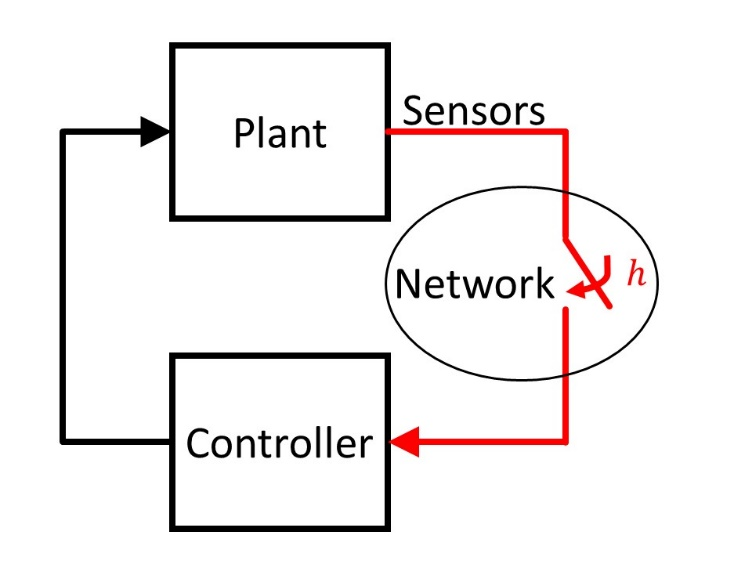 Plant
Sensors
Network
h
Controller